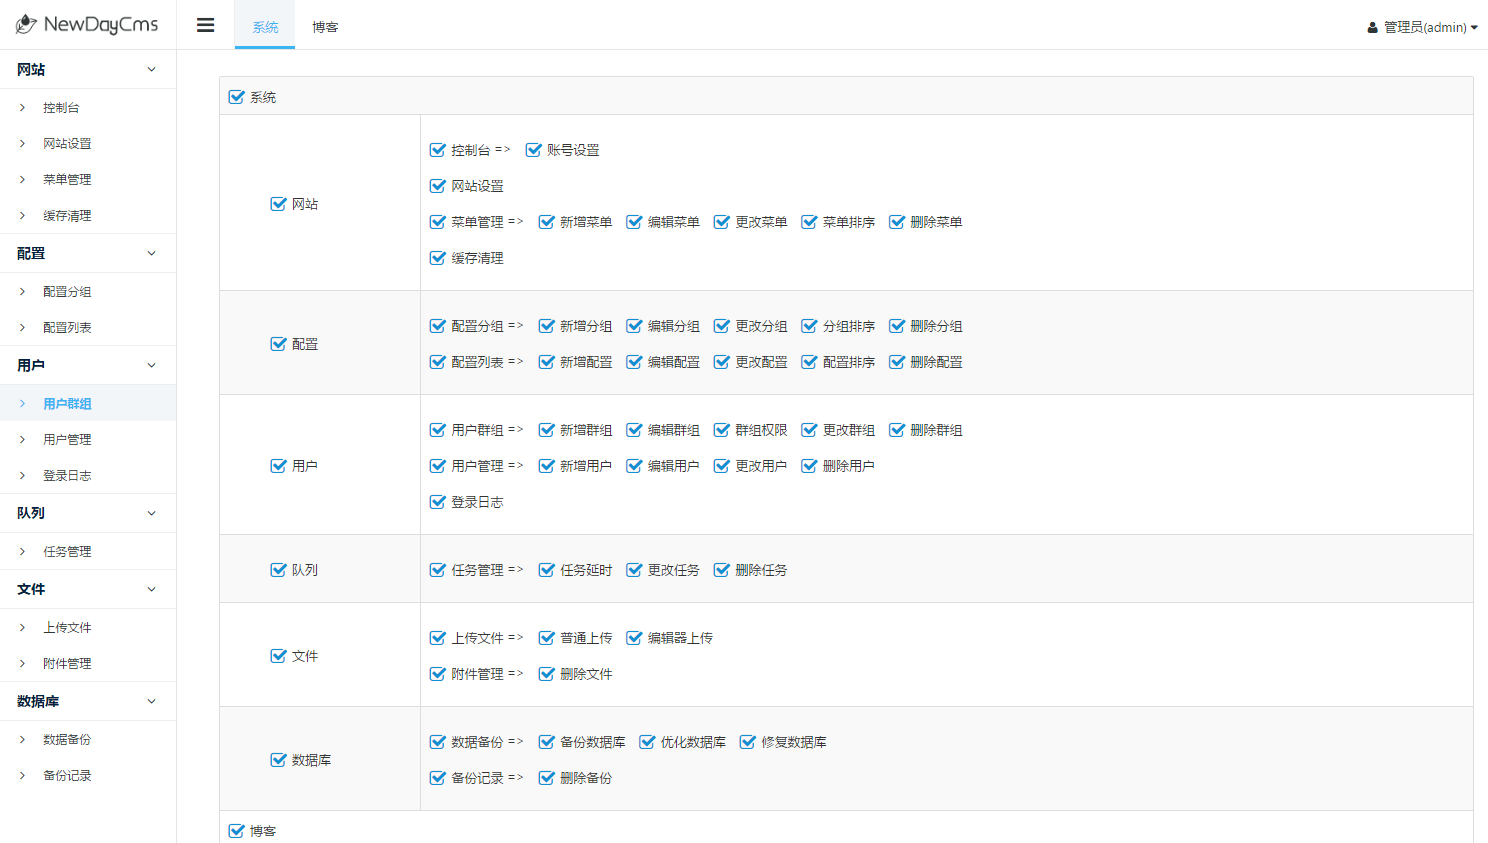 NewDayCms
系统 博客
管理员(admin)
网站
控制台
网站设置
菜单管理
缓存清理
配置
配置分组
配置列表
用户
用户群组
用户管理
登录日志
队列
任务管理
文件
上传文件
附件管理
数据库
数据备份
备份记录
系统
网站
控制台 => 账号设置
网站设置
菜单管理 => 新增菜单 编辑菜单 更改菜单 菜单排序 删除菜单
缓存清理
配置
配置分组 => 新增分组 编辑分组 更改分组 分组排序 删除分组
配置列表 => 新增配置 编辑配置 更改配置 配置排序 删除配置
用户
用户群组 => 新增群组 编辑群组 群组权限 更改群组 删除群组
用户管理 => 新增用户 编辑用户 更改用户 删除用户
登录日志
队列
任务管理 => 任务延时 更改任务 删除任务
文件
上传文件 => 普通上传 编辑器上传
附件管理 => 删除文件
数据库
数据备份 => 备份数据库 优化数据库 修复数据库
备份记录 => 删除备份
博客